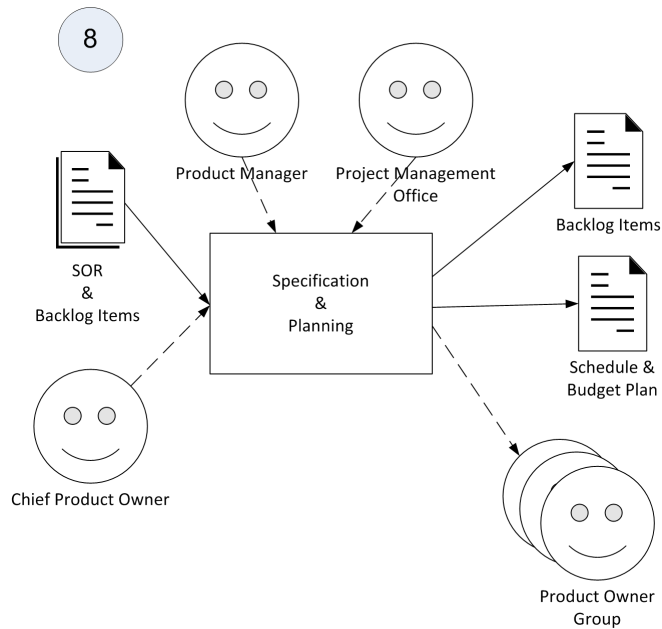 8
Product Manager
Project Management
Office
Backlog Items
SOR
&
Backlog Items
Specification
&
Planning
Schedule &
Budget Plan
Chief Product Owner
Product Owner
Group